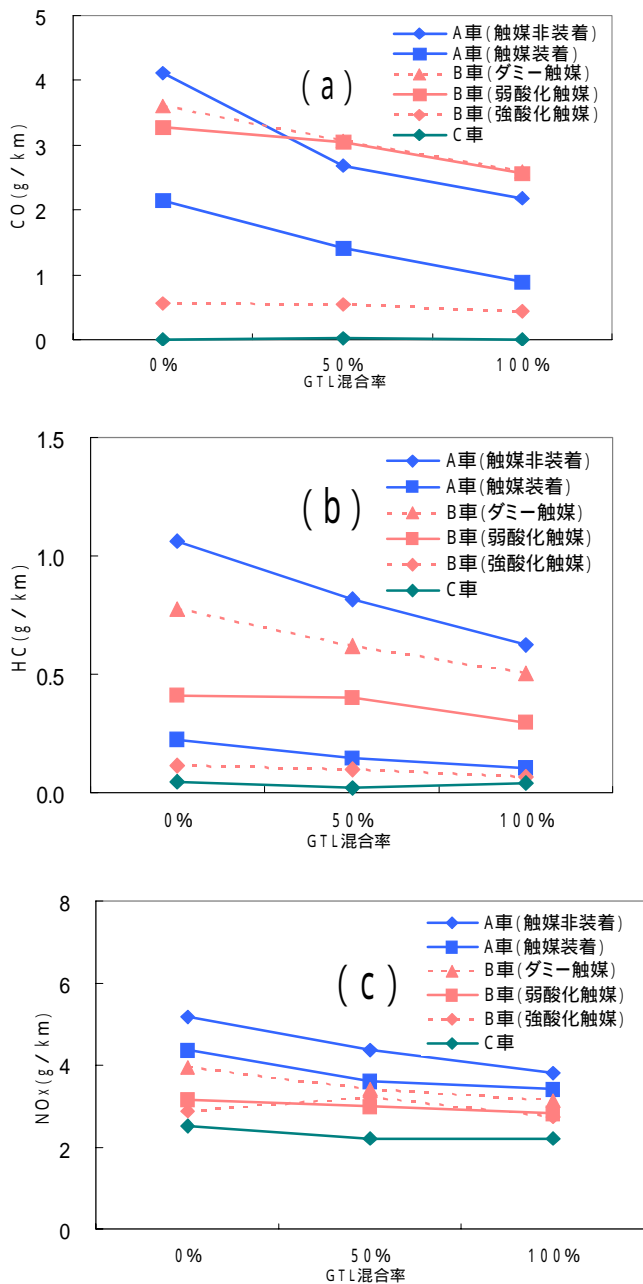 5
4
3
2
1
0
CO(g/km)
(a)
A車(触媒非装着)
A車(触媒装着)
B車(ダミー触媒)
B車(弱酸化触媒)
B車(強酸化触媒)
C車
0% 50% 100%
GTL混合率
1.5
1.0
0.5
0.0
HC(g/km)
(b)
A車(触媒非装着)
A車(触媒装着)
B車(ダミー触媒)
B車(弱酸化触媒)
B車(強酸化触媒)
C車
0% 50% 100%
GTL混合率
8
6
4
2
0
NOx(g/km)
(c)
A車(触媒非装着)
A車(触媒装着)
B車(ダミー触媒)
B車(弱酸化触媒)
B車(強酸化触媒)
C車
0% 50% 100%
GTL混合率